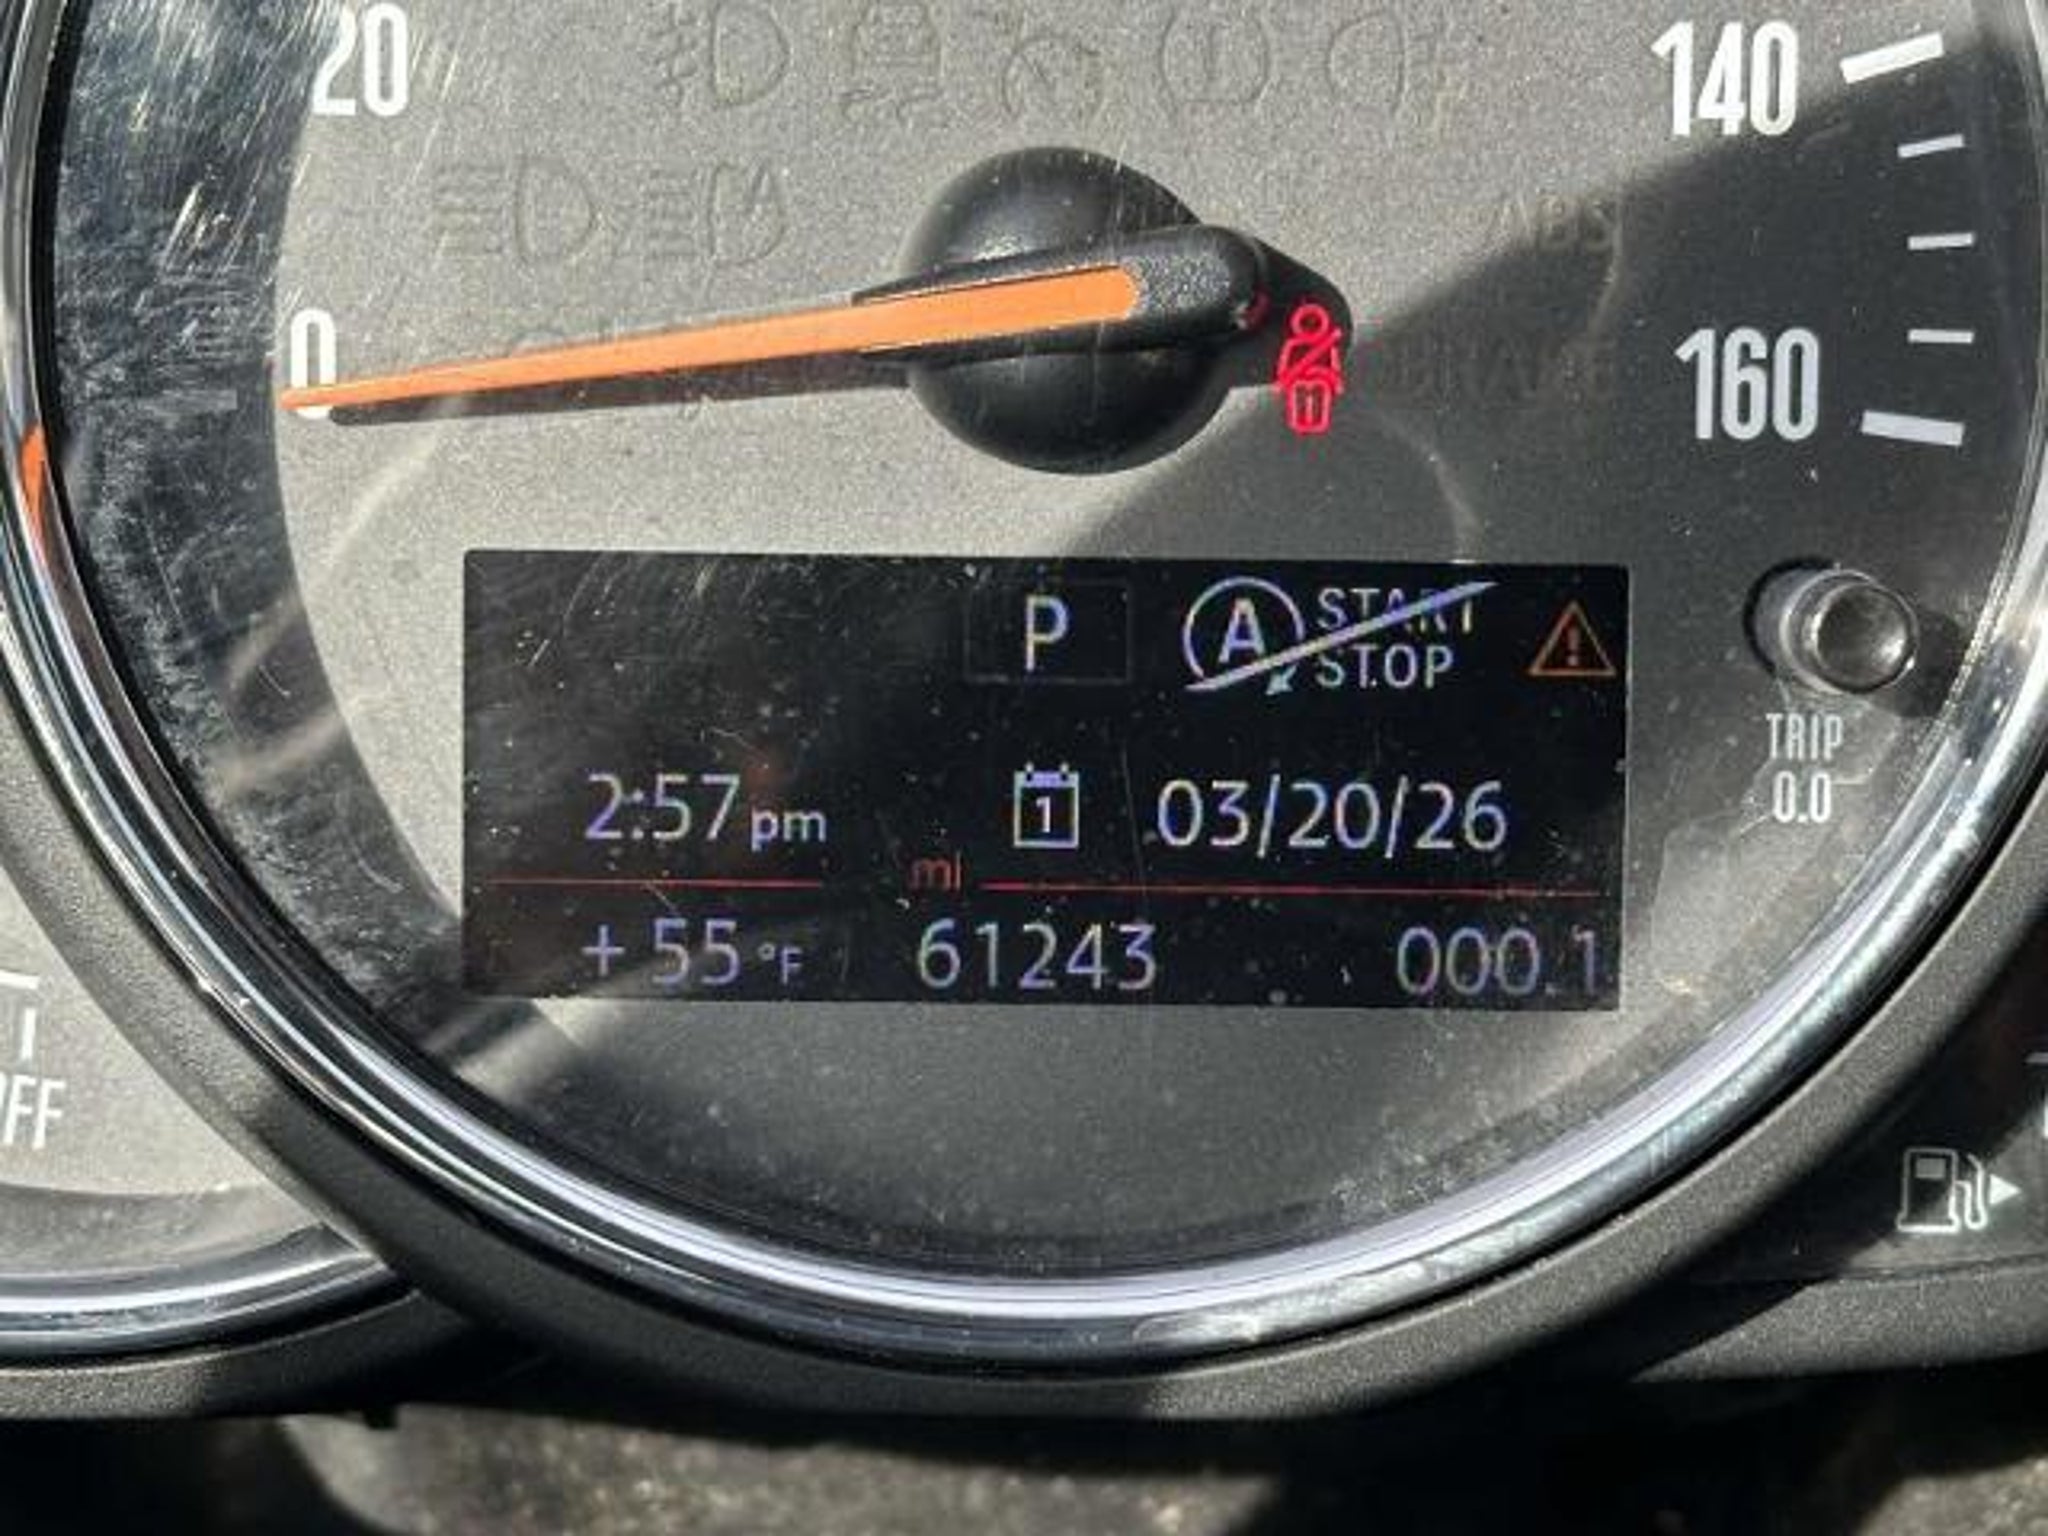 20
140
0
160
P
A START
STOP
TRIP
0.0
2:57 pm
1
03/20/26
mi
+55 °F
61243
000.1